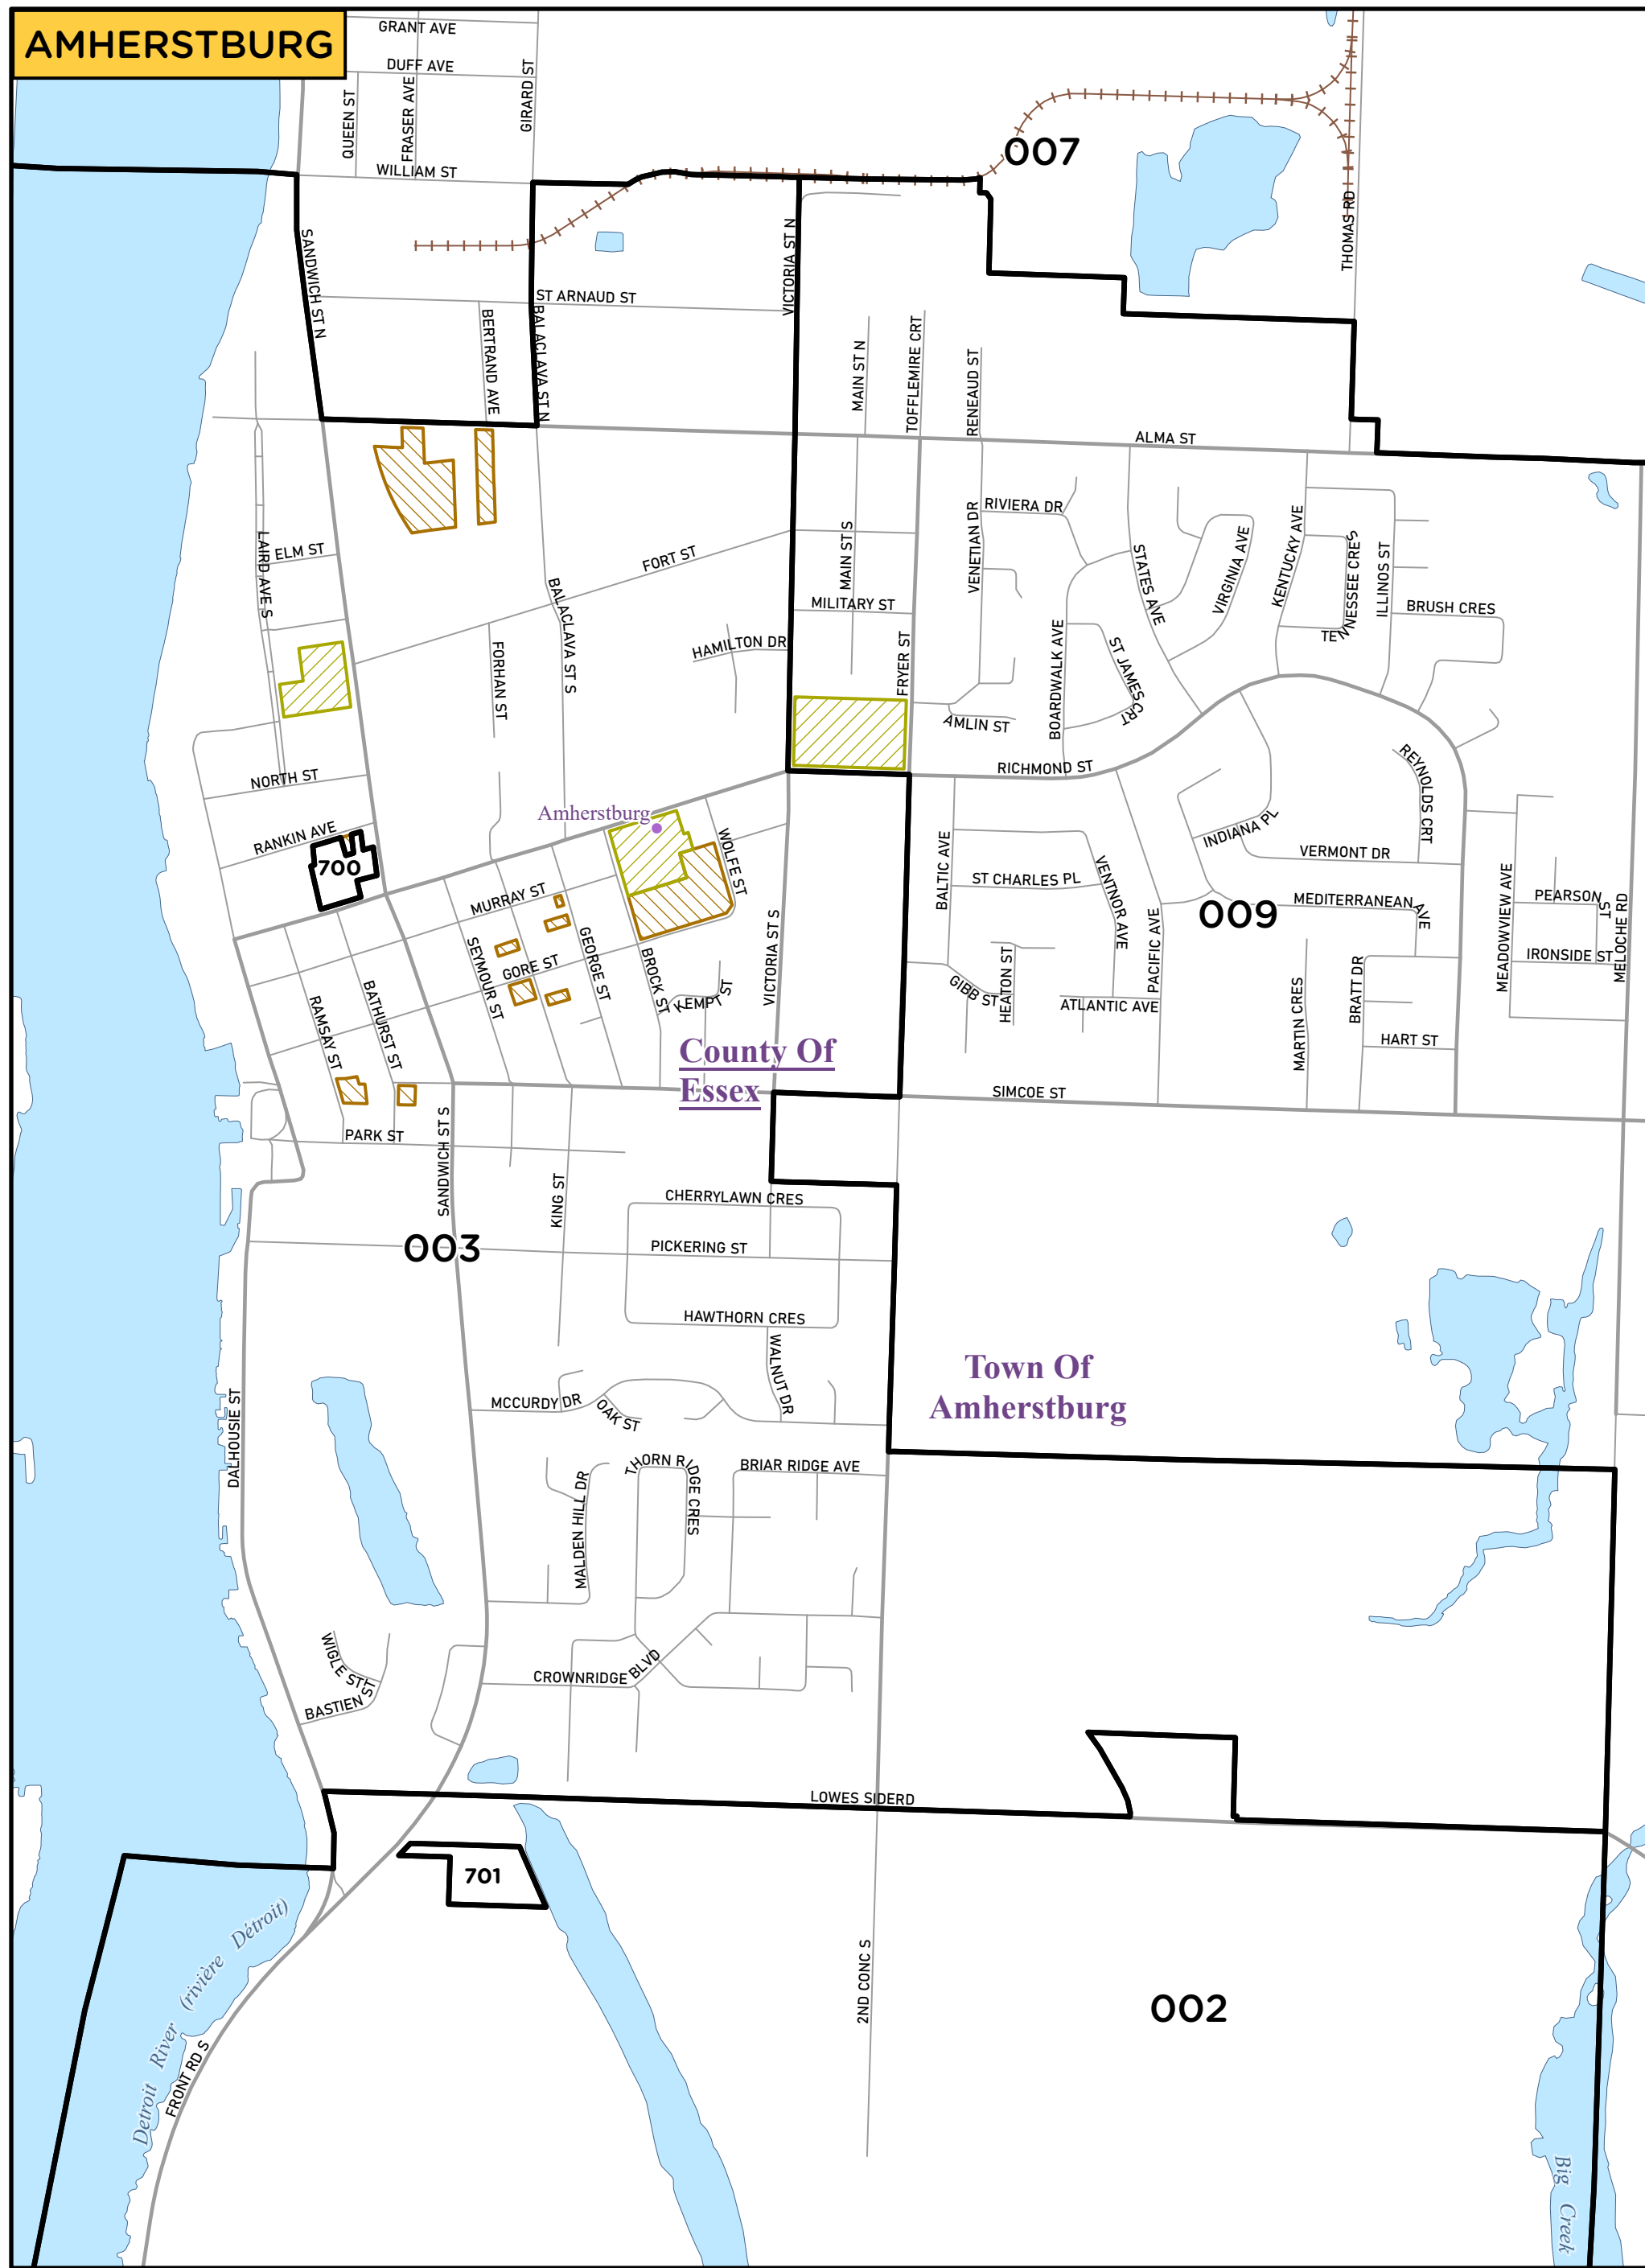 AMHERSTBURG
GRANT AVE
DUFF AVE
QUEEN ST
FRASER AVE
GIRARD ST
WILLIAM ST
007
THOMAS RD
SANDWICH ST N
VICTORIA ST N
ST ARNAUD ST
BERTRAND AVE
BALACLAVA ST N
MAIN ST N
TOFFLEMIRE CRT
RENEAUD ST
ALMA ST
RIVIERA DR
VENETIAN DR
LAIRD AVE S
ELM ST
FORT ST
MAIN ST S
STATES AVE
VIRGINIA AVE
KENTUCKY AVE
TENNESSEE CRES
ILLINOS ST
BRUSH CRES
MILITARY ST
BALACLAVA ST S
FORHAN ST
HAMILTON DR
FRYER ST
BOARDWALK AVE
ST JAMES CRT
AMLIN ST
RICHMOND ST
REYNOLDS CRT
NORTH ST
RANKIN AVE
700
Amherstburg
WOLFE ST
INDIANA PL
VERMONT DR
BALTIC AVE
ST CHARLES PL
VENTNOR AVE
PACIFIC AVE
009
MEDITERRANEAN AVE
MEADOWVIEW AVE
PEARSON ST
IRONSIDE ST
MELOCHE RD
MURRAY ST
SEYMOUR ST
GORE ST
GEORGE ST
BROCK ST
KEMPT ST
VICTORIA ST S
GIBB ST
HEATON ST
ATLANTIC AVE
MARTIN CRES
BRATT DR
HART ST
RAMSAY ST
BATHURST ST
County Of
Essex
SIMCOE ST
PARK ST
SANDWICH ST S
KING ST
CHERRYLAWN CRES
003
PICKERING ST
HAWTHORN CRES
WALNUT DR
Town Of
Amherstburg
DALHOUSIE ST
MCCURDY DR
OAK ST
THORN RIDGE CRES
BRIAR RIDGE AVE
MALDEN HILL DR
WIGLE ST
BASTIEN ST
CROWNRIDGE BLVD
LOWES SIDERD
701
2ND CONC S
002
Detroit River (rivière Détroit)
FRONT RD S
Big Creek